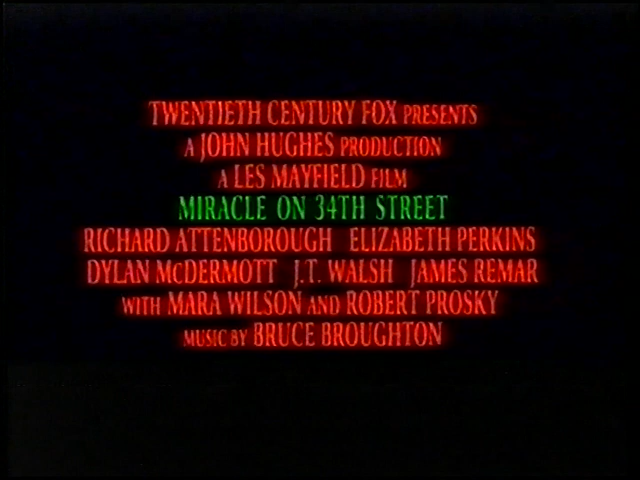 TWENTIETH CENTURY FOX PRESENTS
A JOHN HUGHES PRODUCTION
A LES MAYFIELD FILM
MIRACLE ON 34TH STREET
RICHARD ATTENBOROUGH ELIZABETH PERKINS
DYLAN McDERMOTT J.T. WALSH JAMES REMAR
WITH MARA WILSON AND ROBERT PROSKY
MUSIC BY BRUCE BROUGHTON